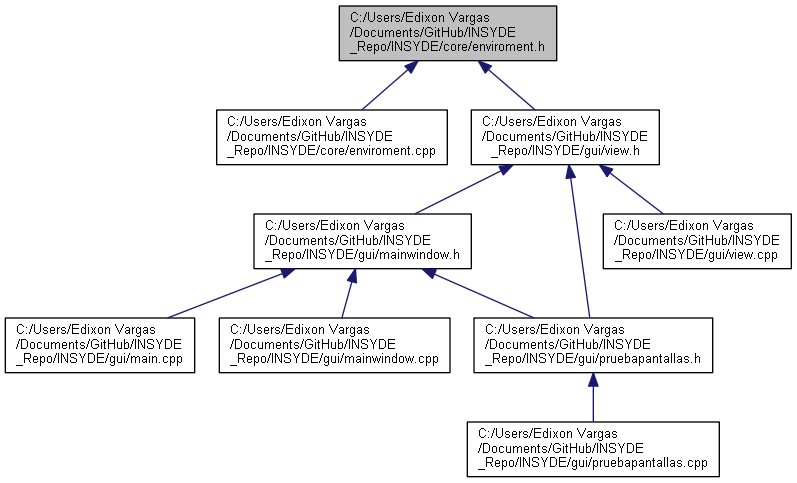 C:/Users/Edixon Vargas
/Documents/GitHub/INSYDE
_Repo/INSYDE/core/enviroment.h
C:/Users/Edixon Vargas
/Documents/GitHub/INSYDE
_Repo/INSYDE/core/enviroment.cpp
C:/Users/Edixon Vargas
/Documents/GitHub/INSYDE
_Repo/INSYDE/gui/view.h
C:/Users/Edixon Vargas
/Documents/GitHub/INSYDE
_Repo/INSYDE/gui/mainwindow.h
C:/Users/Edixon Vargas
/Documents/GitHub/INSYDE
_Repo/INSYDE/gui/view.cpp
C:/Users/Edixon Vargas
/Documents/GitHub/INSYDE
_Repo/INSYDE/gui/main.cpp
C:/Users/Edixon Vargas
/Documents/GitHub/INSYDE
_Repo/INSYDE/gui/mainwindow.cpp
C:/Users/Edixon Vargas
/Documents/GitHub/INSYDE
_Repo/INSYDE/gui/pruebapantallas.h
C:/Users/Edixon Vargas
/Documents/GitHub/INSYDE
_Repo/INSYDE/gui/pruebapantallas.cpp